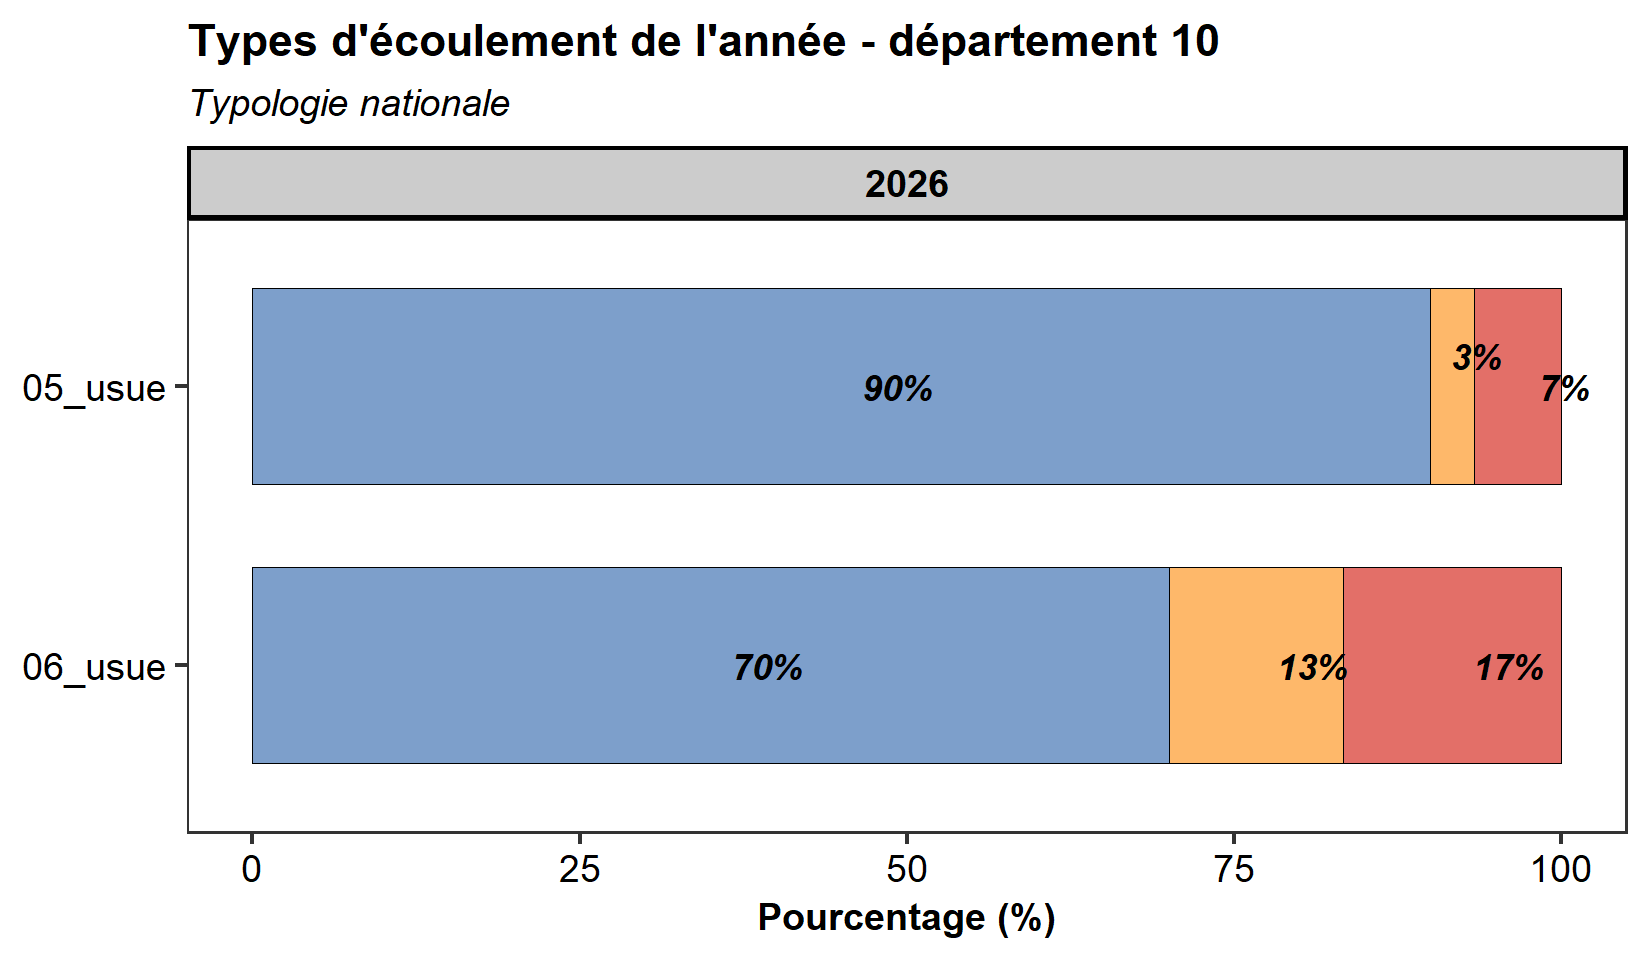 Types d'écoulement de l'année - département 10
Typologie nationale
2026
05_usue
90%
3%
7%
06_usue
70%
13%
17%
0 25 50 75 100
Pourcentage (%)